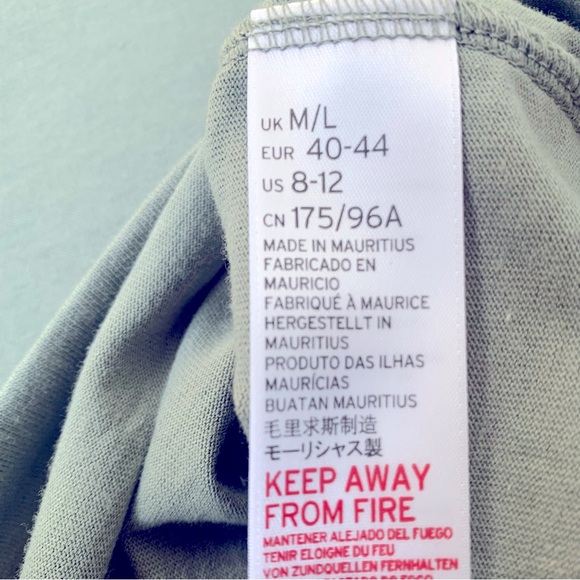 UK M/L
EUR 40-44
US 8-12
CN 175/96A
MADE IN MAURITIUS
FABRICADO EN
MAURICIO
FABRIQUÉ À MAURICE
HERGESTELLT IN
MAURITIUS
PRODUTO DAS ILHAS
MAURÍCIAS
BUATAN MAURITIUS
毛里求斯制造
モーリシャス製
KEEP AWAY
FROM FIRE
MANTENER ALEJADO DEL FUEGO
TENIR ELOIGNE DU FEU
VON ZUNDQUELLEN FERNHALTEN